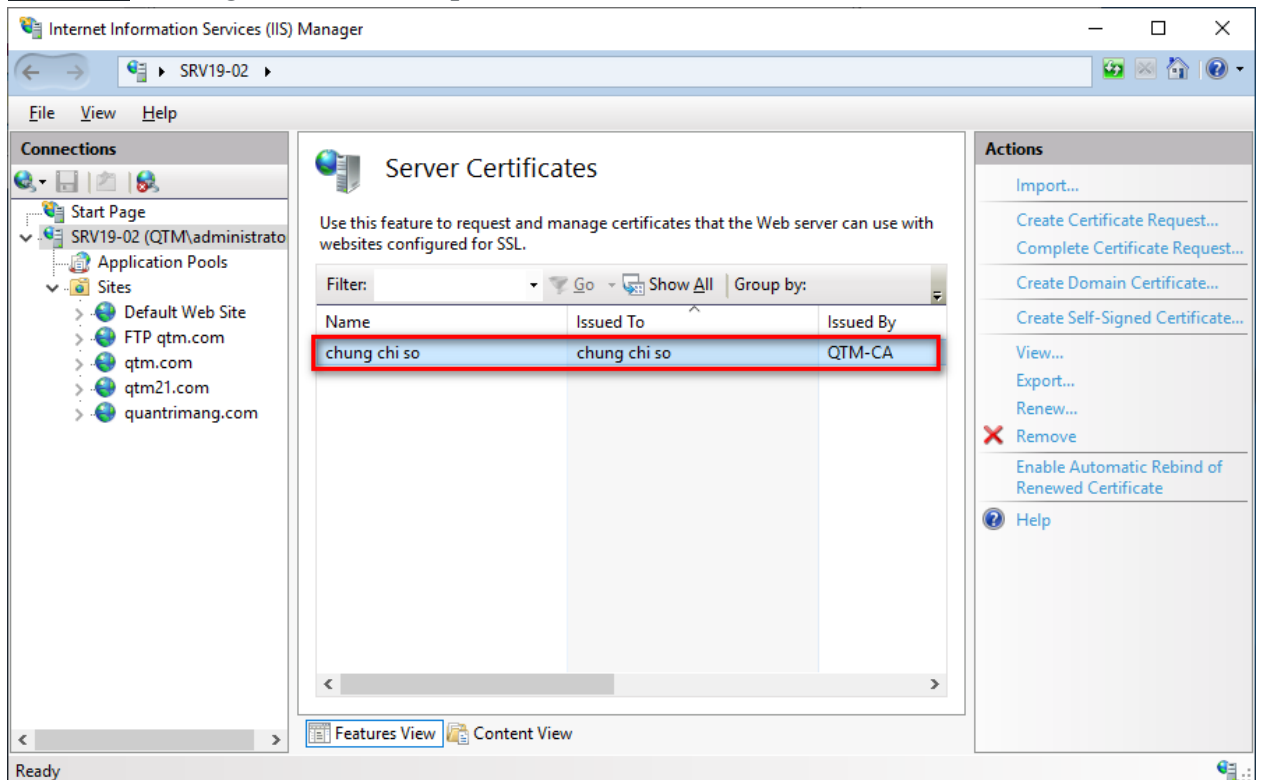 Internet Information Services (IIS) Manager
SRV19-02
File View Help
Connections
Start Page
SRV19-02 (QTM\administrato
Application Pools
Sites
Default Web Site
FTP qtm.com
qtm.com
qtm21.com
quantrimang.com
Server Certificates
Use this feature to request and manage certificates that the Web server can use with
websites configured for SSL.
Filter: Go Show All Group by:
Name Issued To Issued By
chung chi so chung chi so QTM-CA
Features View Content View
Actions
Import...
Create Certificate Request...
Complete Certificate Request...
Create Domain Certificate...
Create Self-Signed Certificate...
View...
Export...
Renew...
Remove
Enable Automatic Rebind of
Renewed Certificate
Help
Ready